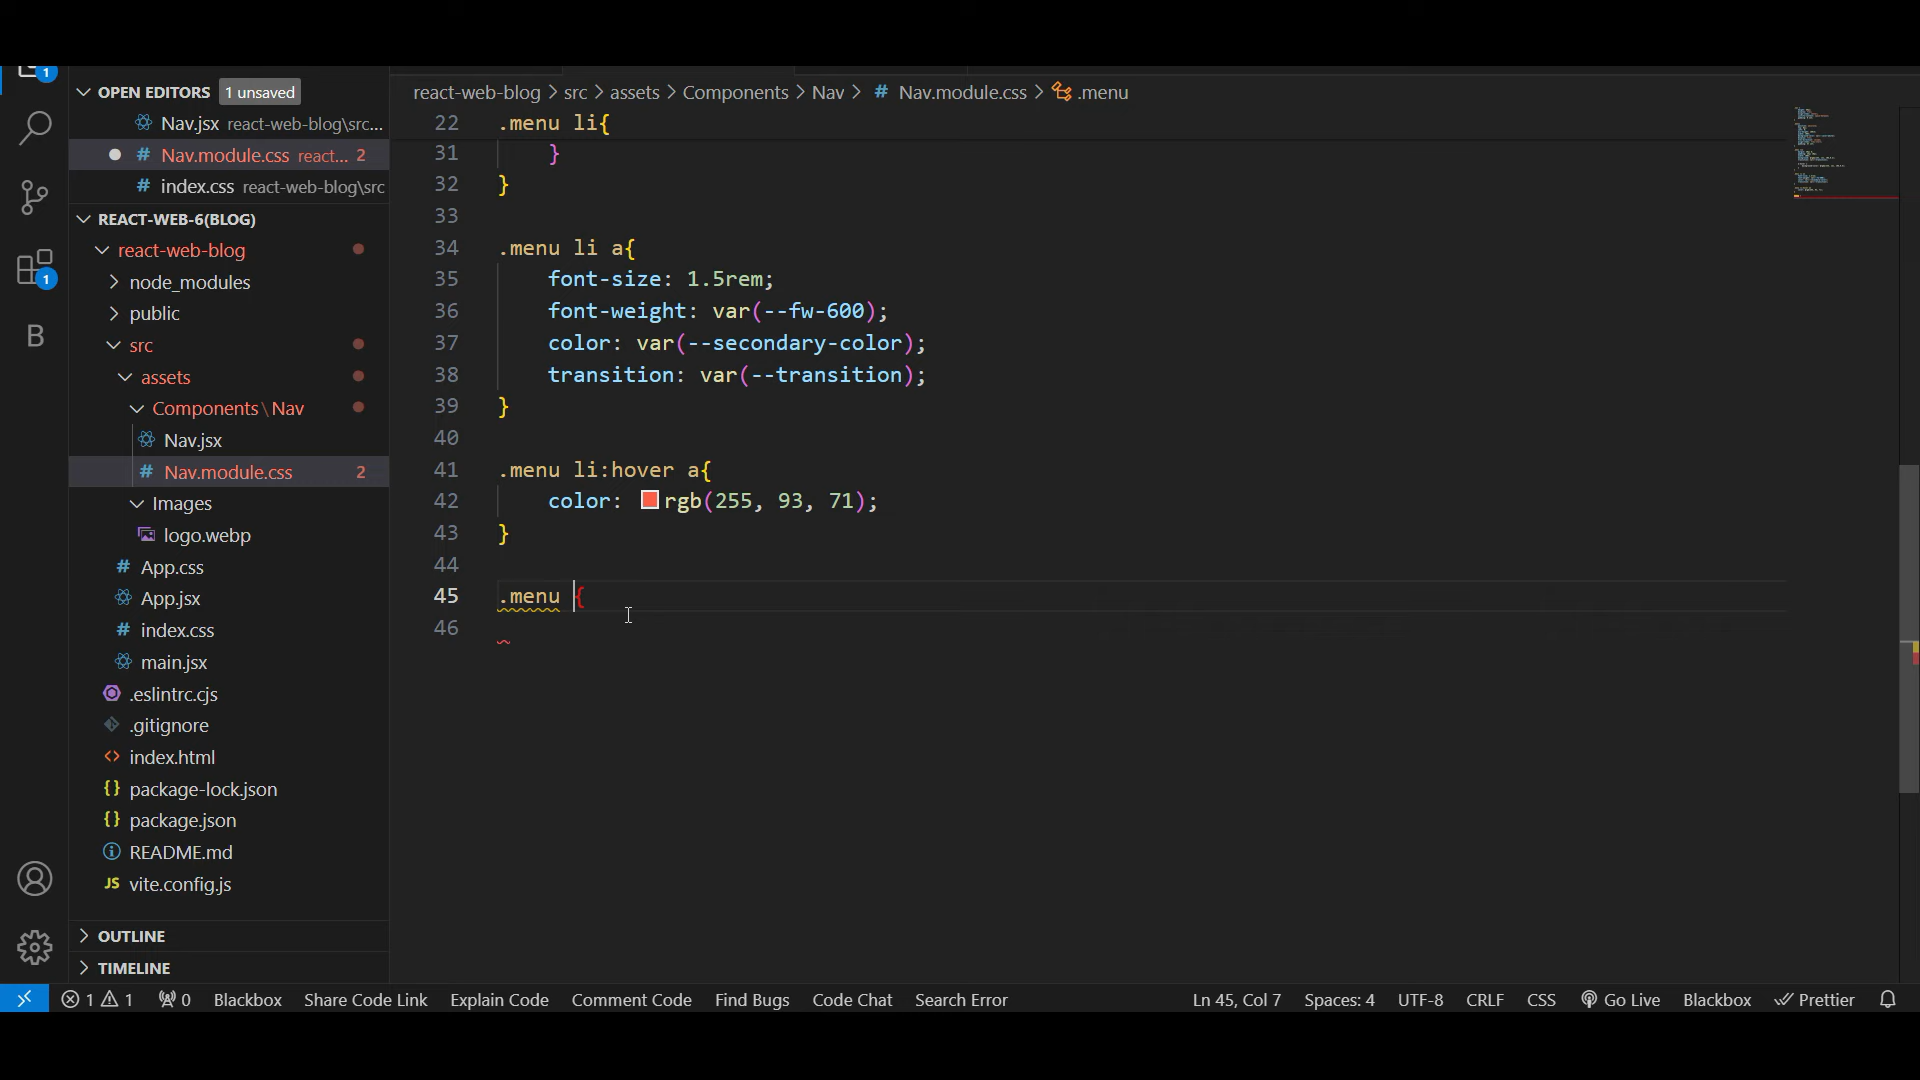 1
OPEN EDITORS 1 unsaved
Nav.jsx react-web-blog\src...
# Nav.module.css react... 2
# index.css react-web-blog\src
REACT-WEB-6(BLOG)
react-web-blog
node_modules
public
src
assets
Components\Nav
Nav.jsx
# Nav.module.css 2
Images
logo.webp
# App.css
App.jsx
# index.css
main.jsx
.eslintrc.cjs
.gitignore
<> index.html
{} package-lock.json
{} package.json
README.md
JS vite.config.js
OUTLINE
TIMELINE
1
B
react-web-blog > src > assets > Components > Nav > # Nav.module.css > .menu
22 .menu li{
31 }
32 }
33
34 .menu li a{
35 font-size: 1.5rem;
36 font-weight: var(--fw-600);
37 color: var(--secondary-color);
38 transition: var(--transition);
39 }
40
41 .menu li:hover a{
42 color: rgb(255, 93, 71);
43 }
44
45 .menu {
46
1 1 0 Blackbox Share Code Link Explain Code Comment Code Find Bugs Code Chat Search Error Ln 45, Col 7 Spaces: 4 UTF-8 CRLF CSS Go Live Blackbox Prettier